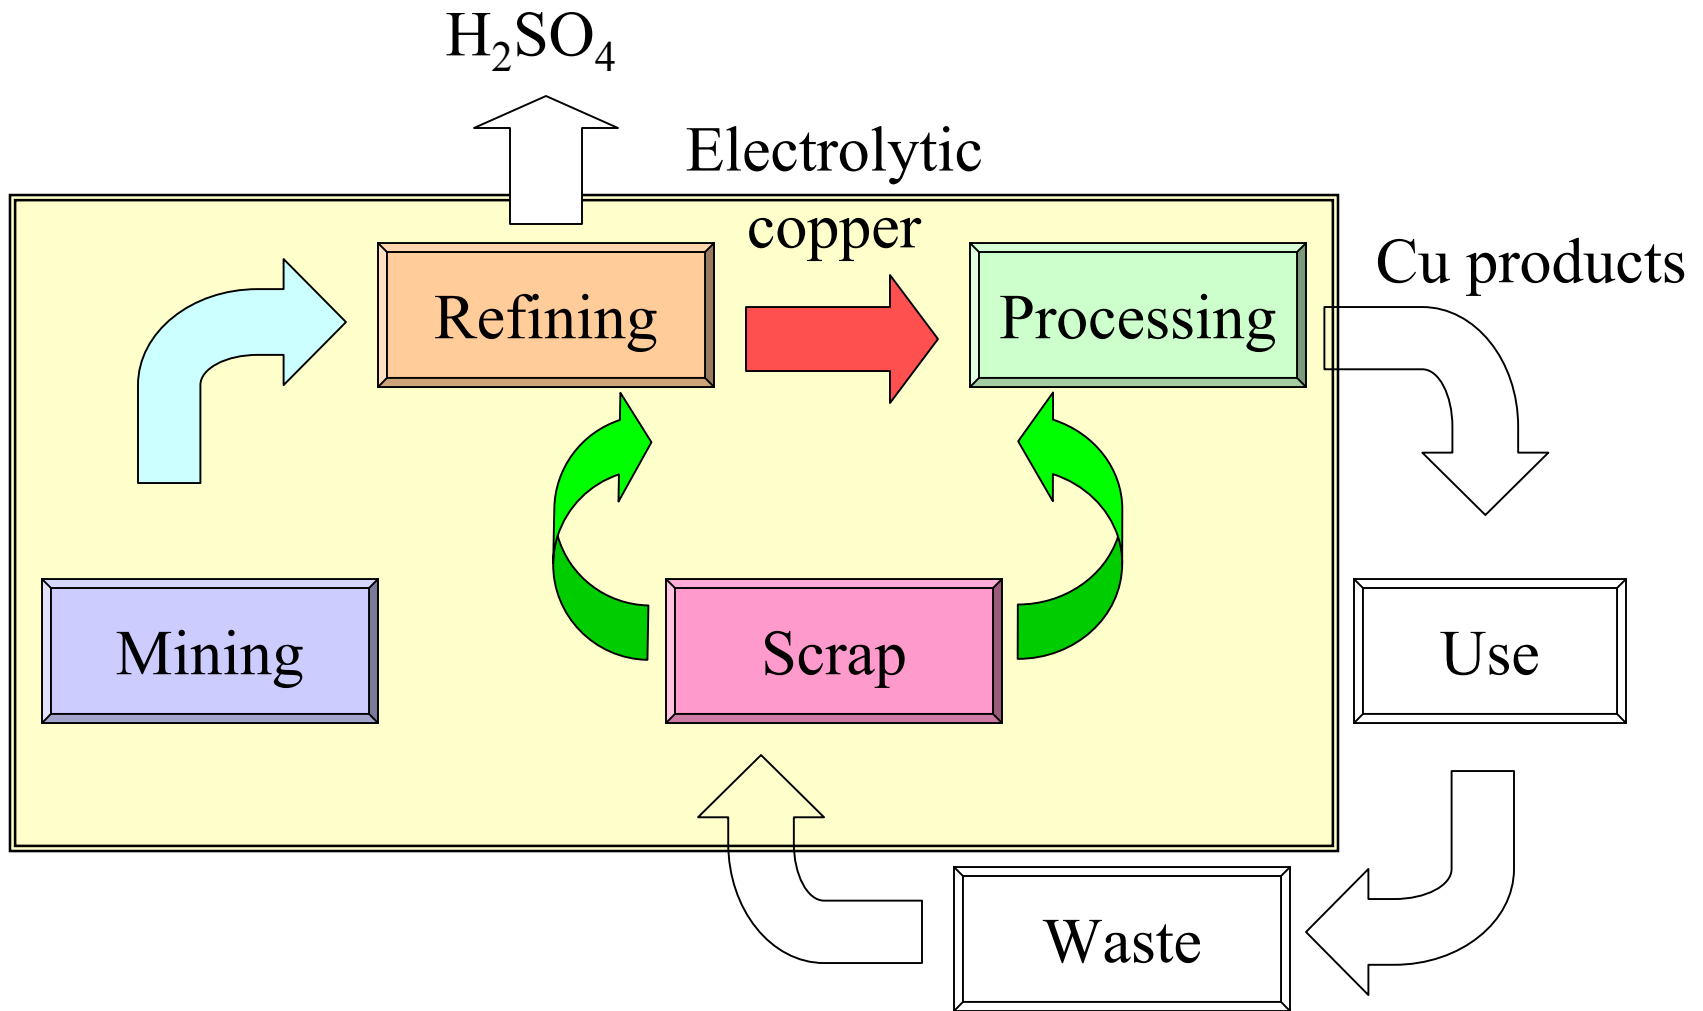 H₂SO₄
Electrolytic
copper
Cu products
Refining
Processing
Mining
Scrap
Use
Waste